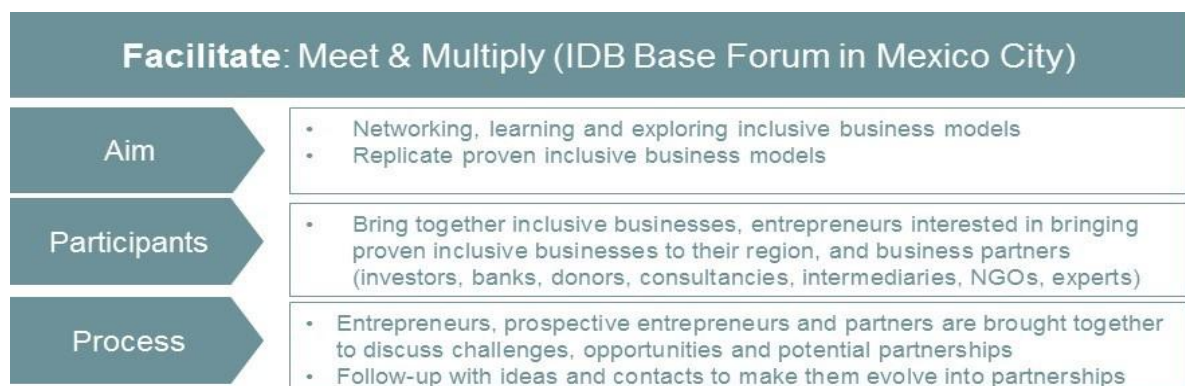 Facilitate: Meet & Multiply (IDB Base Forum in Mexico City)
Aim
• Networking, learning and exploring inclusive business models
• Replicate proven inclusive business models
Participants
• Bring together inclusive businesses, entrepreneurs interested in bringing
proven inclusive businesses to their region, and business partners
(investors, banks, donors, consultancies, intermediaries, NGOs, experts)
Process
• Entrepreneurs, prospective entrepreneurs and partners are brought together
to discuss challenges, opportunities and potential partnerships
• Follow-up with ideas and contacts to make them evolve into partnerships